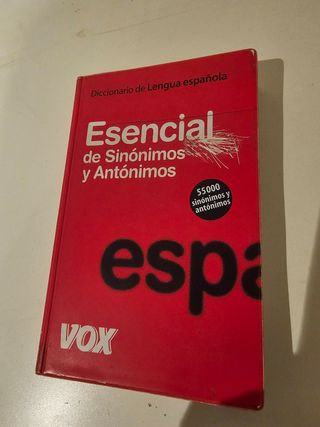 Diccionario de Lengua española
Esencial
de Sinónimos
y Antónimos
55000
sinónimos y
antónimos
espa
VOX